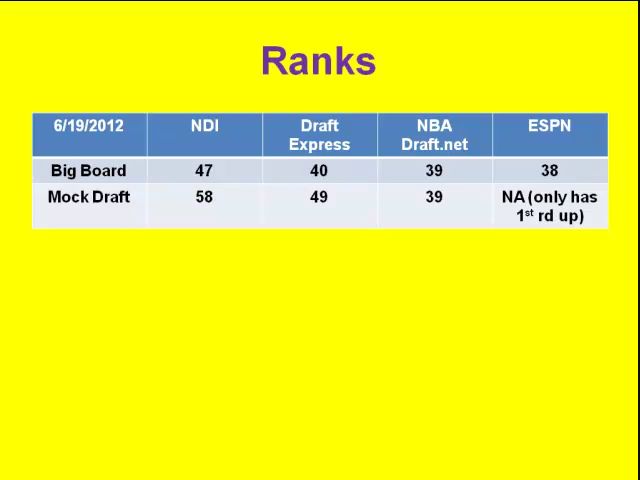 Ranks
6/19/2012 NDI Draft Express NBA Draft.net ESPN
Big Board 47 40 39 38
Mock Draft 58 49 39 NA (only has 1st rd up)